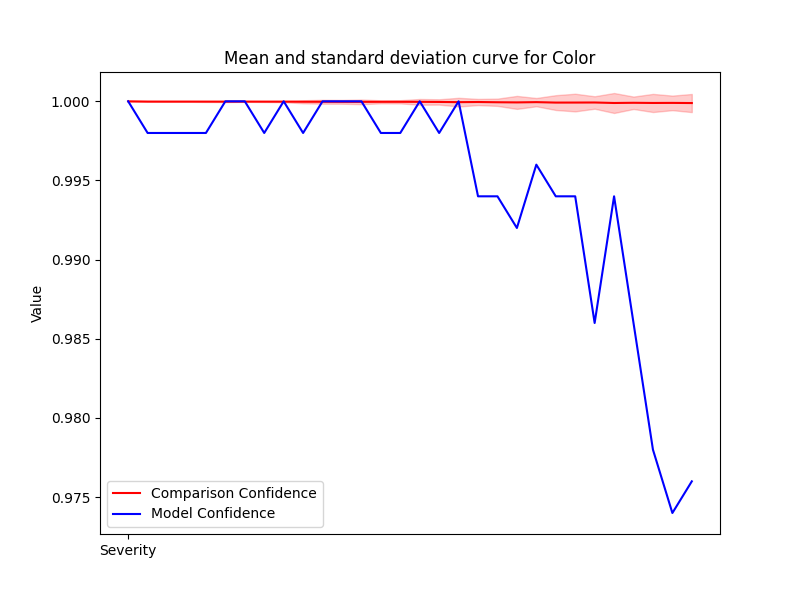 Mean and standard deviation curve for Color
1.000
0.995
0.990
0.985
0.980
0.975
Value
Comparison Confidence
Model Confidence
Severity